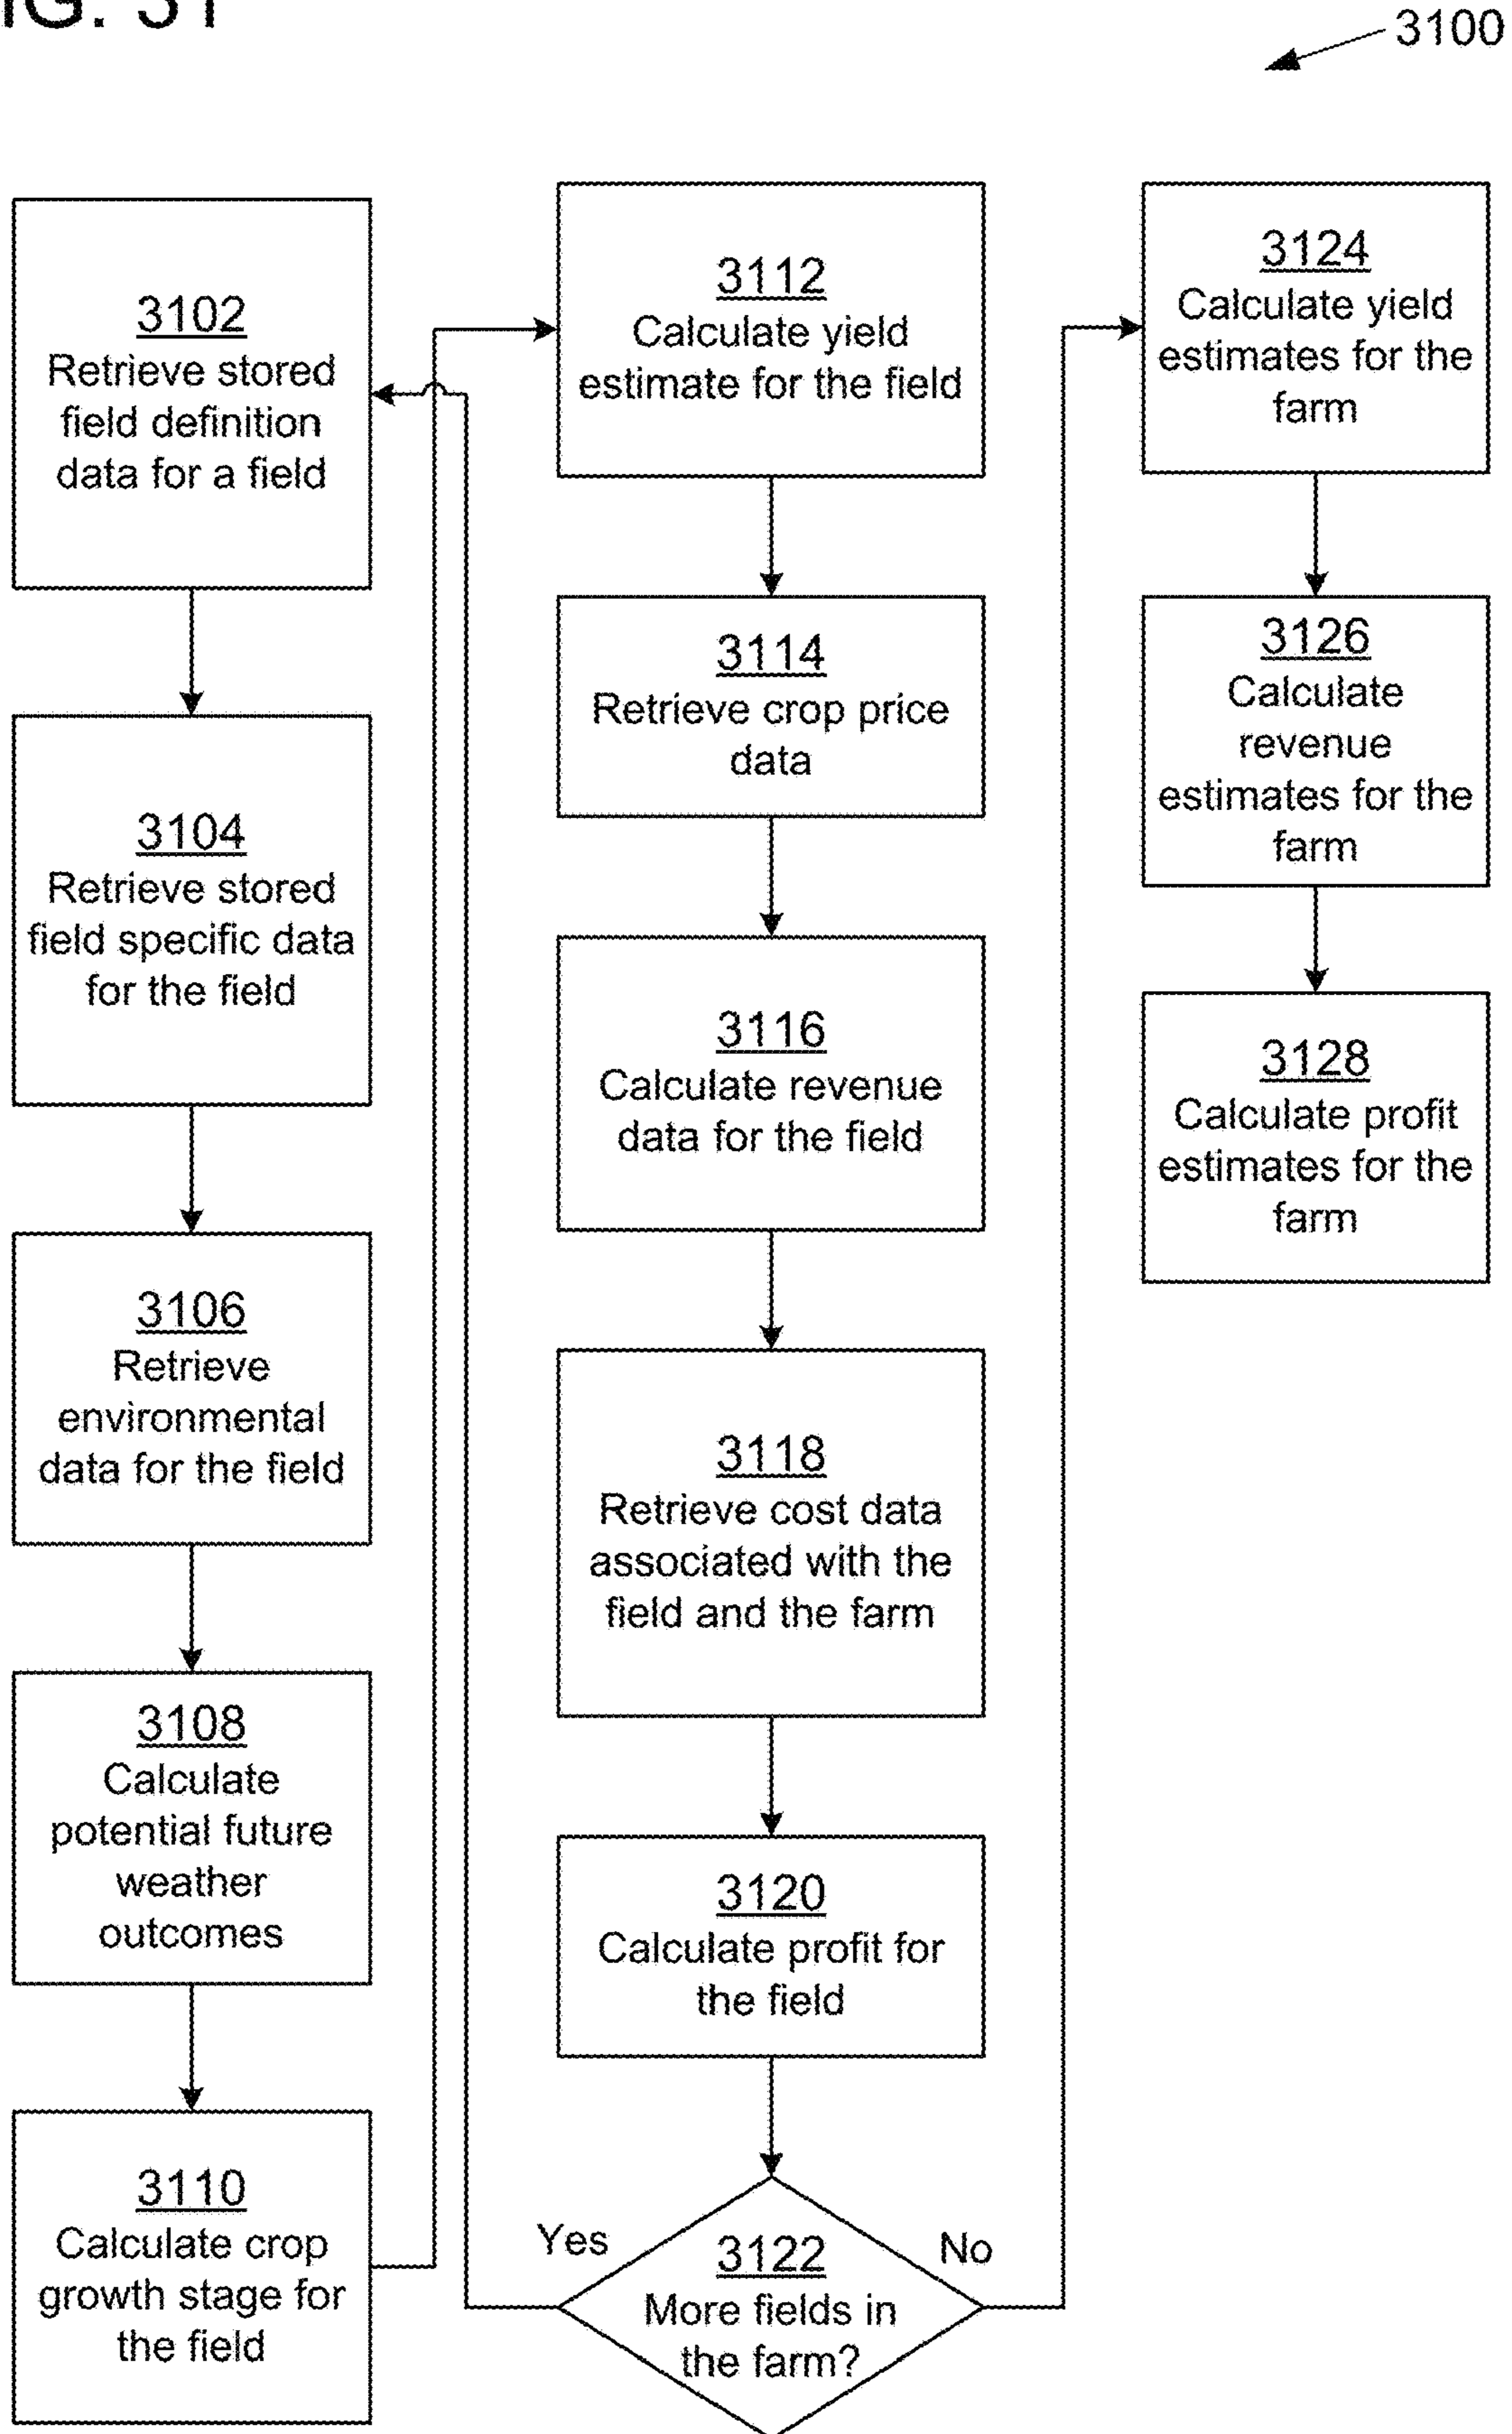 FIG. 31
3100
3102
Retrieve stored
field definition
data for a field
3104
Retrieve stored
field specific data
for the field
3106
Retrieve
environmental
data for the field
3108
Calculate
potential future
weather
outcomes
3110
Calculate crop
growth stage for
the field
3112
Calculate yield
estimate for the field
3114
Retrieve crop price
data
3116
Calculate revenue
data for the field
3118
Retrieve cost data
associated with the
field and the farm
3120
Calculate profit for
the field
Yes
3122
More fields in
the farm?
No
3124
Calculate yield
estimates for the
farm
3126
Calculate
revenue
estimates for the
farm
3128
Calculate profit
estimates for the
farm